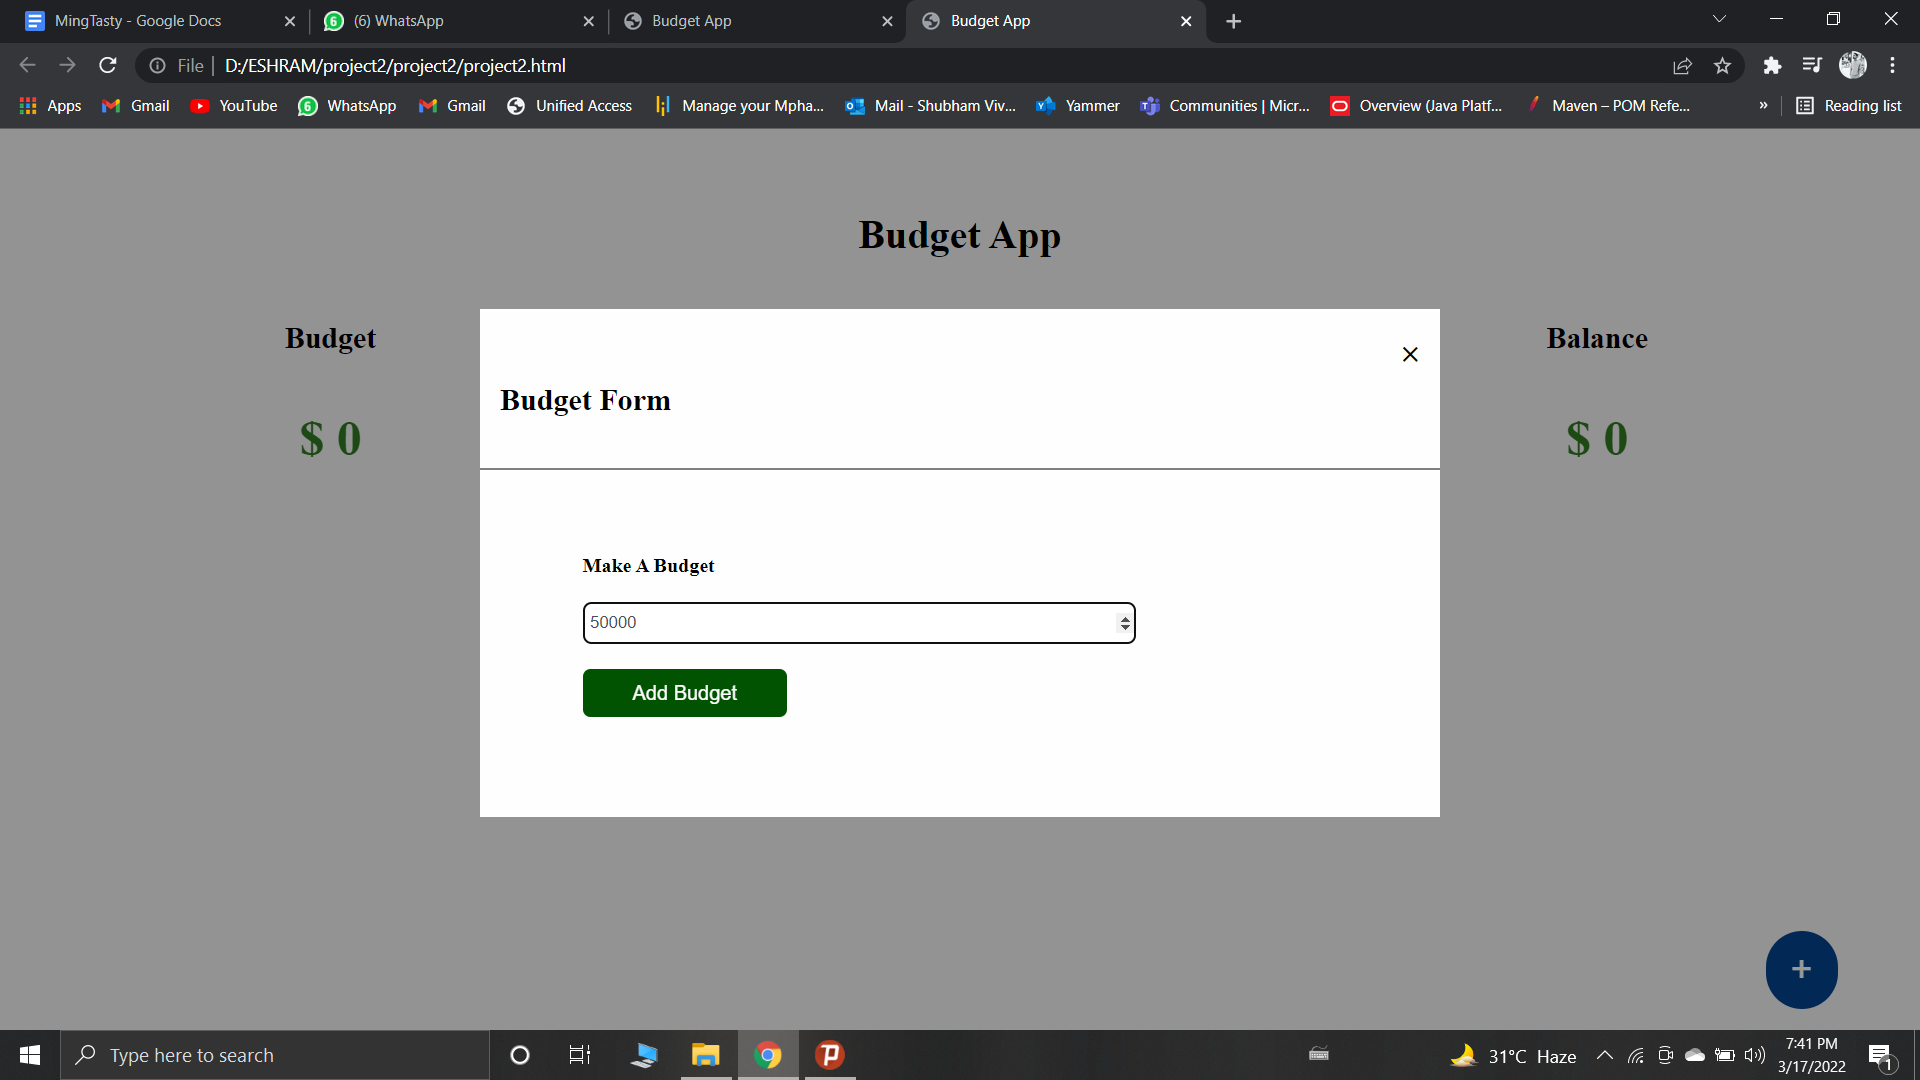 MingTasty - Google Docs
(6) WhatsApp
Budget App
Budget App
File
D:/ESHRAM/project2/project2/project2.html
Apps
Gmail
YouTube
6
WhatsApp
Gmail
Unified Access
Manage your Mpha...
Mail - Shubham Viv...
Yammer
Communities | Micr...
Overview (Java Platf...
Maven – POM Refe...
»
Reading list
Budget App
Budget
Balance
Budget Form
$ 0
$ 0
Make A Budget
50000
Add Budget
+
Type here to search
31°C Haze
7:41 PM
3/17/2022
1